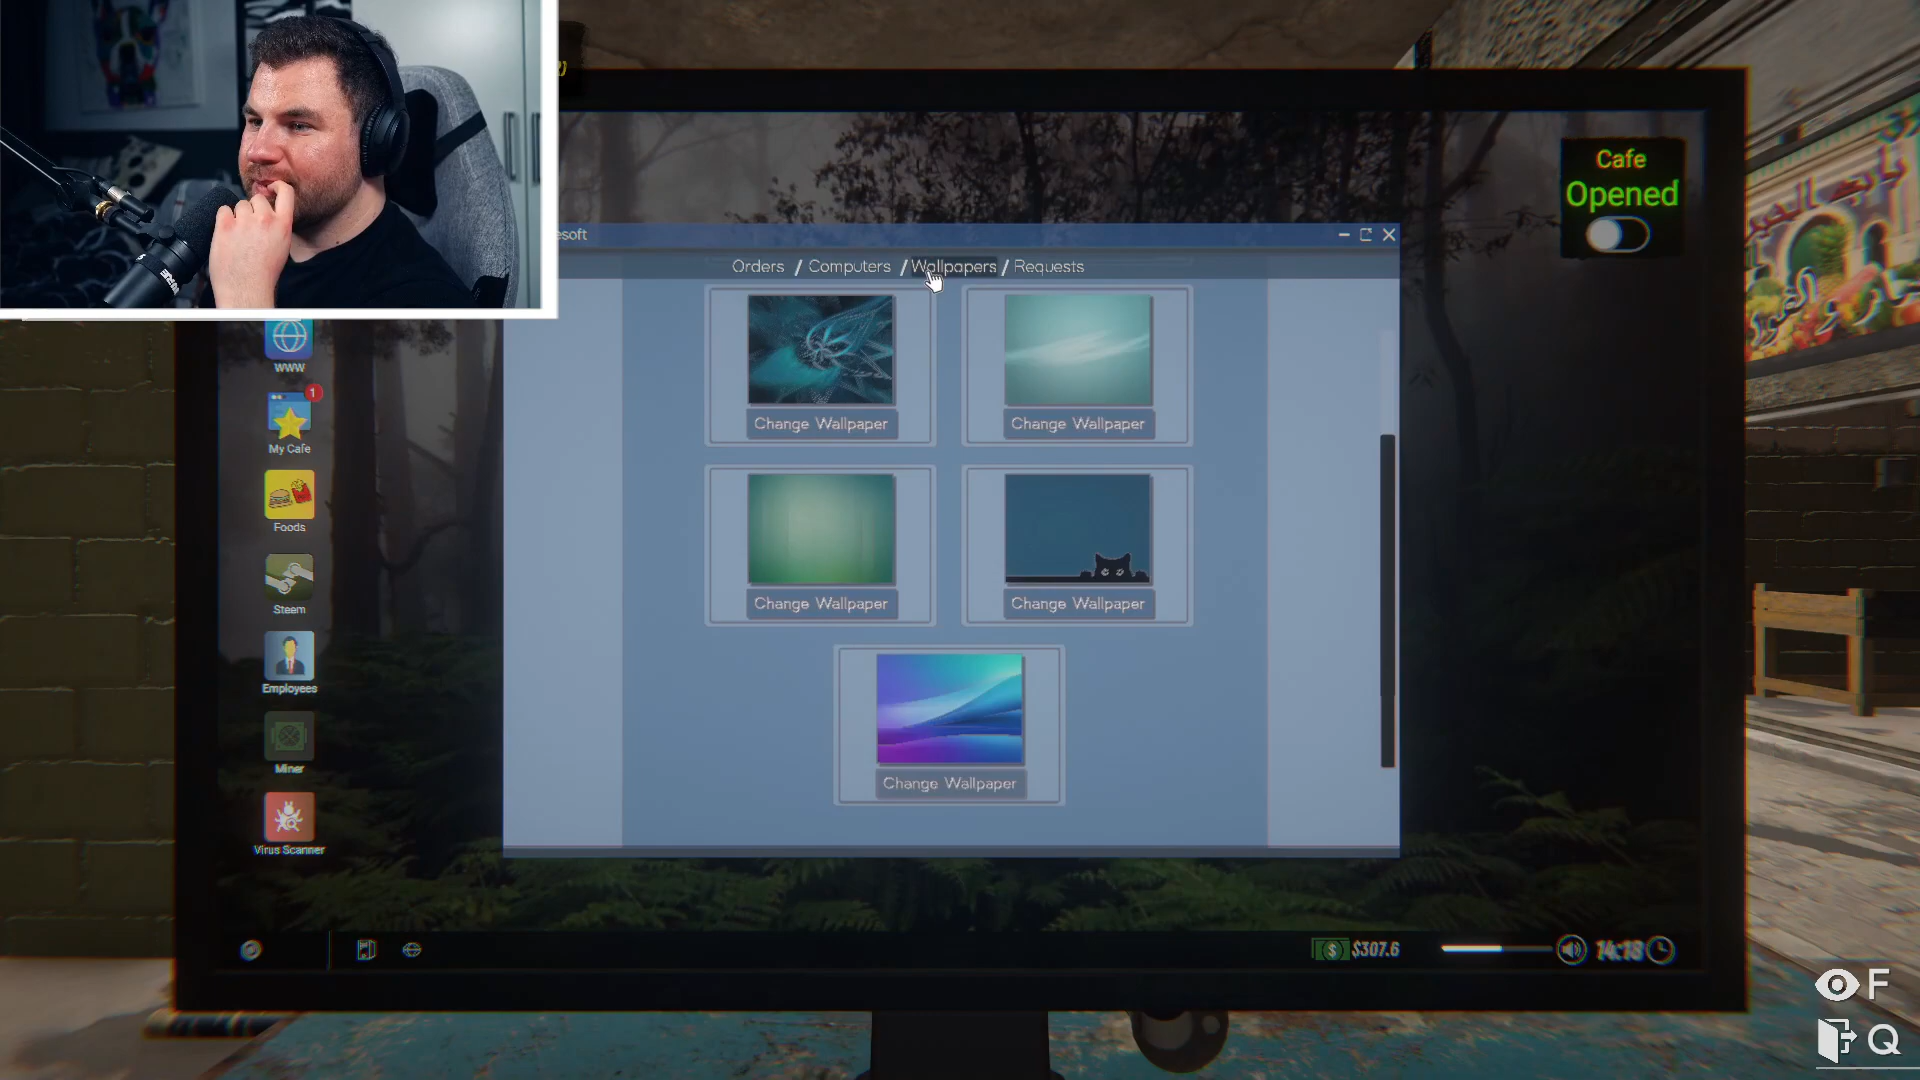 Cafe
Opened
esoft
Orders / Computers / Wallpapers / Requests
Change Wallpaper
Change Wallpaper
Change Wallpaper
Change Wallpaper
Change Wallpaper
WWW
1
My Cafe
Foods
Steem
Employees
Miner
Virus Scanner
$307.6
14:18
F
Q